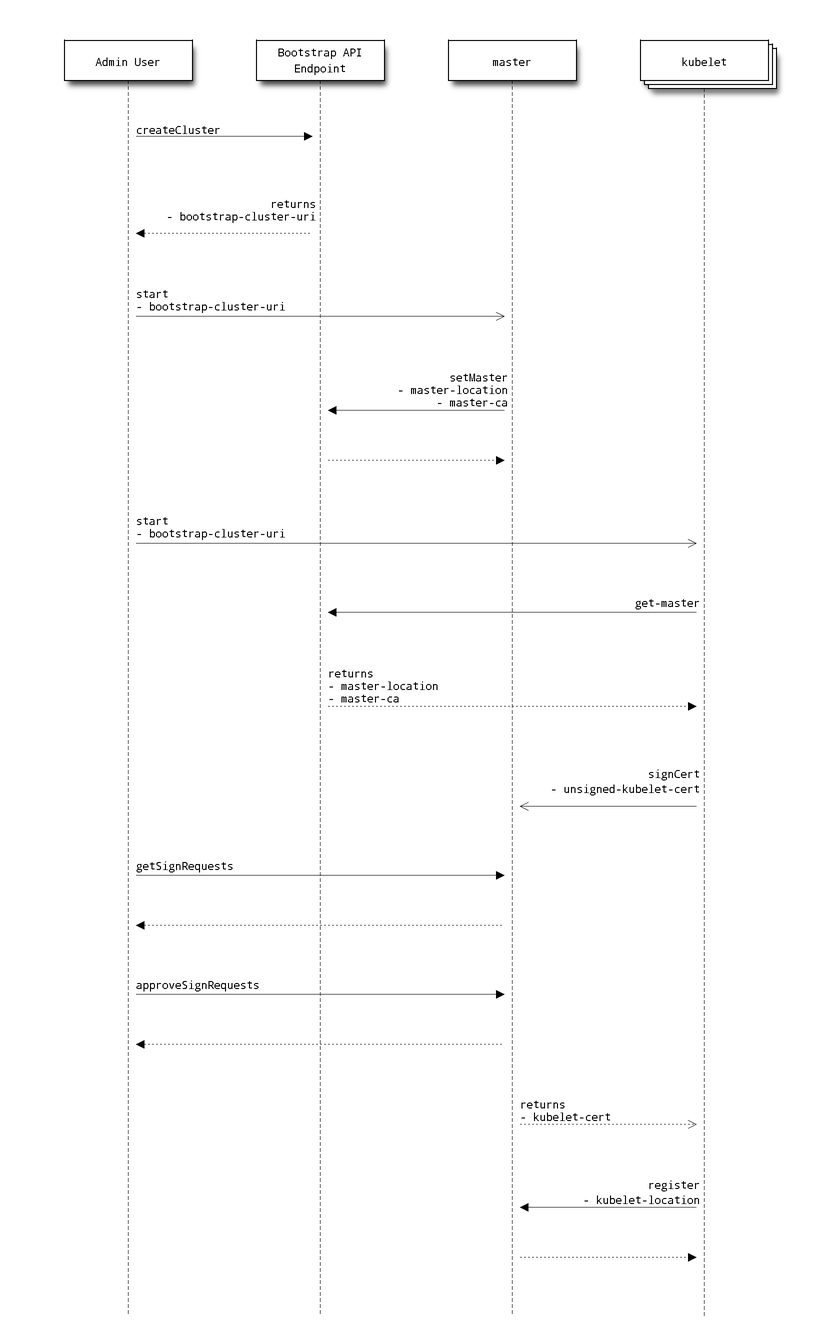 Admin User
Bootstrap API
Endpoint
master
kubelet
createCluster
returns
- bootstrap-cluster-uri
start
- bootstrap-cluster-uri
setMaster
- master-location
- master-ca
start
- bootstrap-cluster-uri
get-master
returns
- master-location
- master-ca
signCert
- unsigned-kubelet-cert
getSignRequests
approveSignRequests
returns
- kubelet-cert
register
- kubelet-location